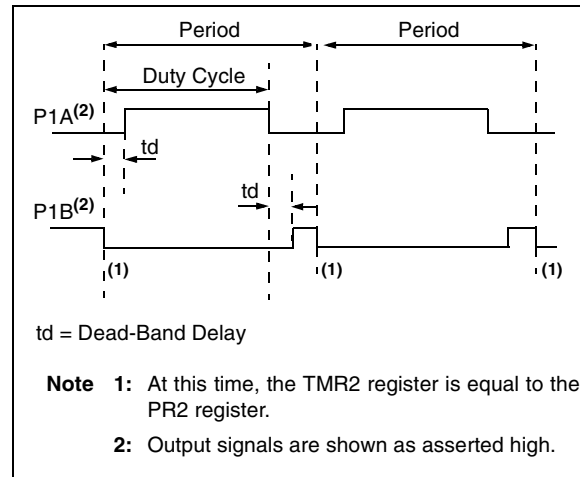 Period Period
Duty Cycle
P1A(2)
td
td
P1B(2)
(1) (1) (1)
td = Dead-Band Delay
Note 1: At this time, the TMR2 register is equal to the
PR2 register.
2: Output signals are shown as asserted high.